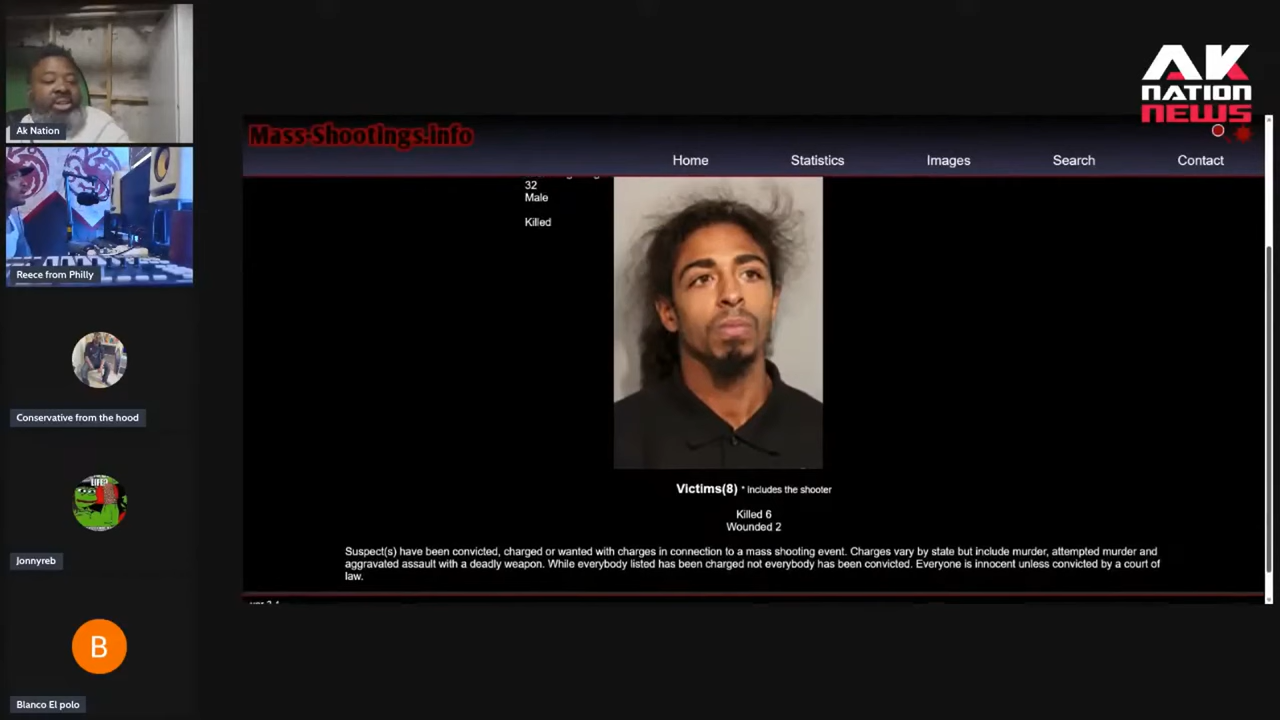 AK
NATION
NEWS
Ak Nation
Reece from Philly
Conservative from the hood
LIFE?
Jonnyreb
B
Blanco El polo
Mass-Shootings.info
Home
Statistics
Images
Search
Contact
32
Male
Killed
Victims(8) * includes the shooter
Killed 6
Wounded 2
Suspect(s) have been convicted, charged or wanted with charges in connection to a mass shooting event. Charges vary by state but include murder, attempted murder and
aggravated assault with a deadly weapon. While everybody listed has been charged not everybody has been convicted. Everyone is innocent unless convicted by a court of
law.